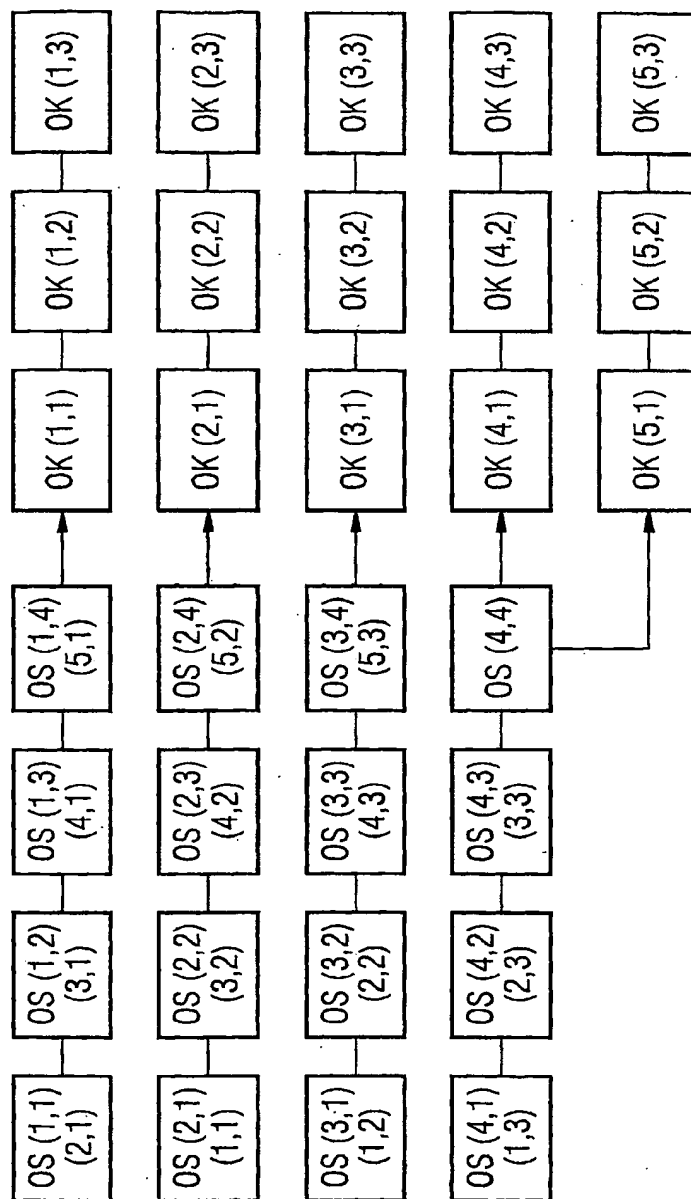 OS (1,1)
(2,1)
OS (1,2)
(3,1)
OS (1,3)
(4,1)
OS (1,4)
(5,1)
OK (1,1)
OK (1,2)
OK (1,3)
OS (2,1)
(1,1)
OS (2,2)
(3,2)
OS (2,3)
(4,2)
OS (2,4)
(5,2)
OK (2,1)
OK (2,2)
OK (2,3)
OS (3,1)
(1,2)
OS (3,2)
(2,2)
OS (3,3)
(4,3)
OS (3,4)
(5,3)
OK (3,1)
OK (3,2)
OK (3,3)
OS (4,1)
(1,3)
OS (4,2)
(2,3)
OS (4,3)
(3,3)
OS (4,4)
OK (4,1)
OK (4,2)
OK (4,3)
OK (5,1)
OK (5,2)
OK (5,3)